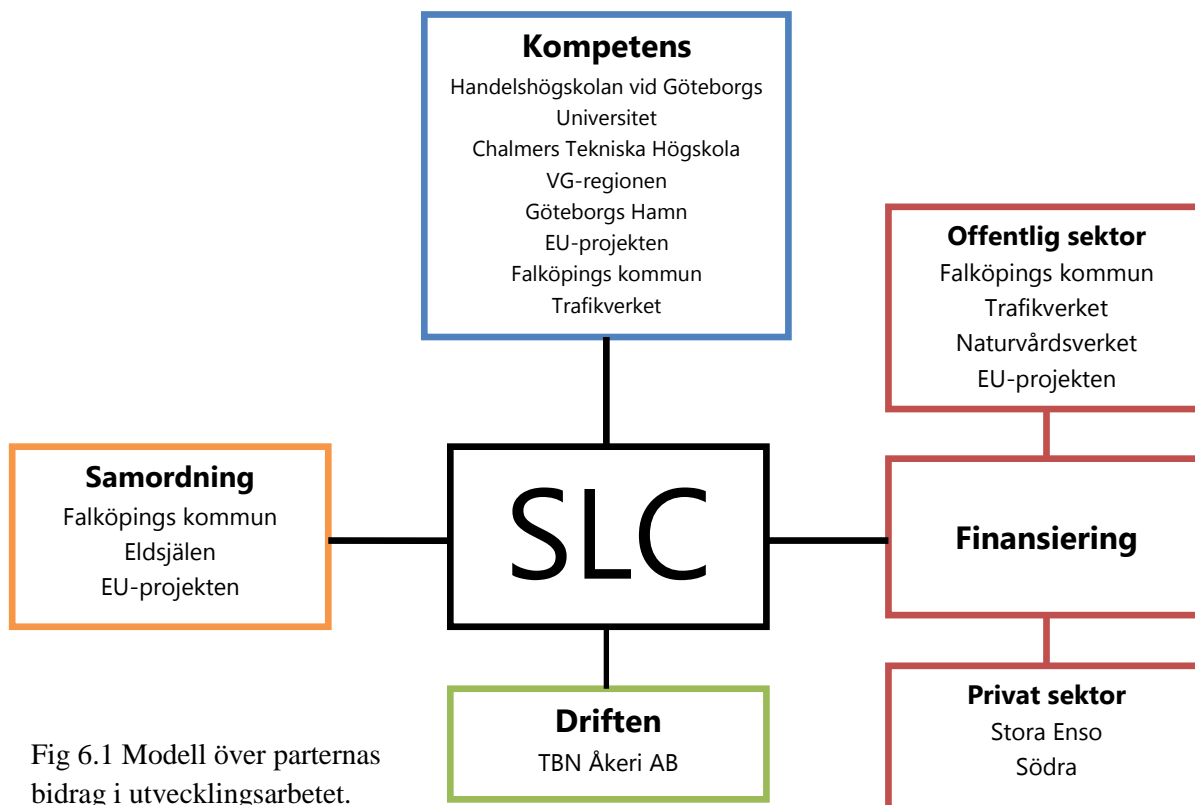 Kompetens
Handelshögskolan vid Göteborgs
Universitet
Chalmers Tekniska Högskola
VG-regionen
Göteborgs Hamn
EU-projekten
Falköpings kommun
Trafikverket
Offentlig sektor
Falköpings kommun
Trafikverket
Naturvårdsverket
EU-projekten
Samordning
Falköpings kommun
Eldsjälen
EU-projekten
SLC
Finansiering
Driften
TBN Åkeri AB
Privat sektor
Stora Enso
Södra
Fig 6.1 Modell över parternas
bidrag i utvecklingsarbetet.